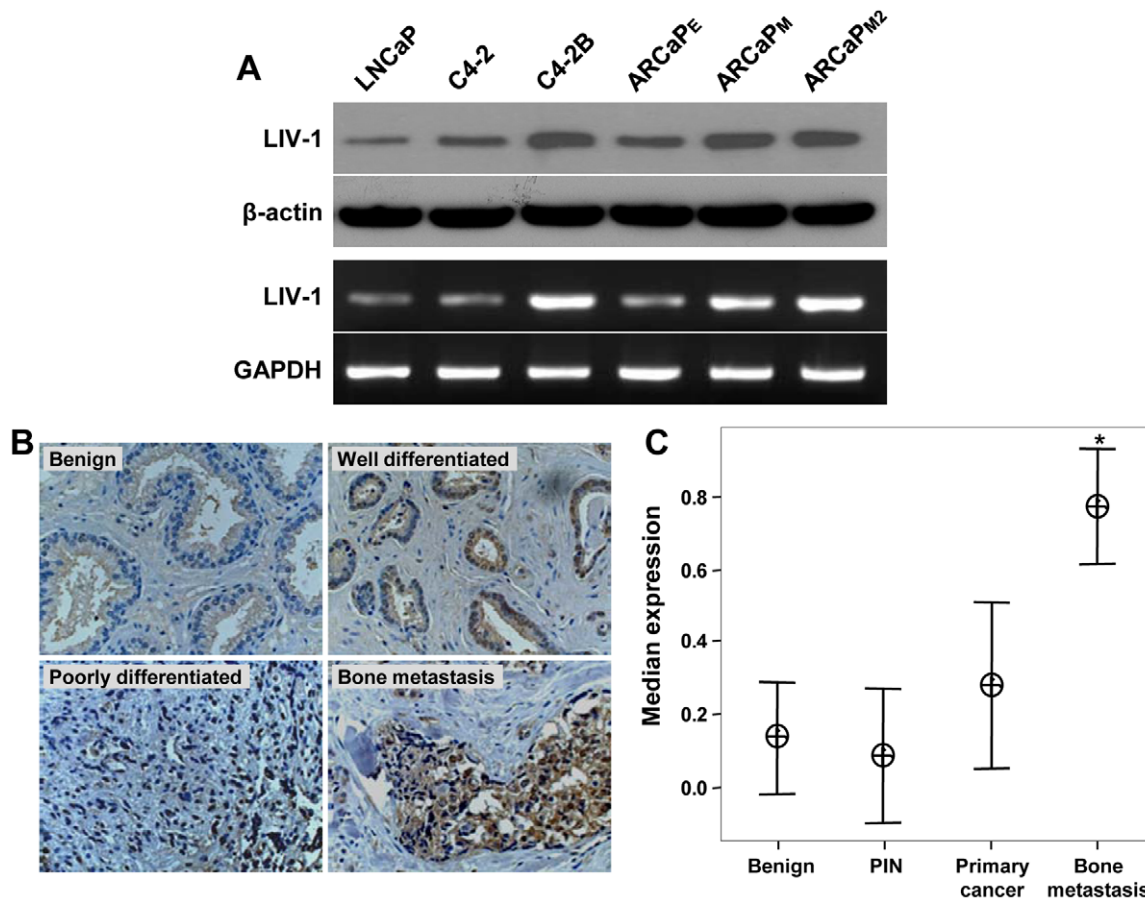 A
LNCaP C4-2 C4-2B ARCaPE ARCaPM ARCaPM2
LIV-1
β-actin
LIV-1
GAPDH
B
Benign
Well differentiated
Poorly differentiated
Bone metastasis
C
Median expression
*
0.8
0.6
0.4
0.2
0.0
Benign PIN Primary cancer Bone metastasis